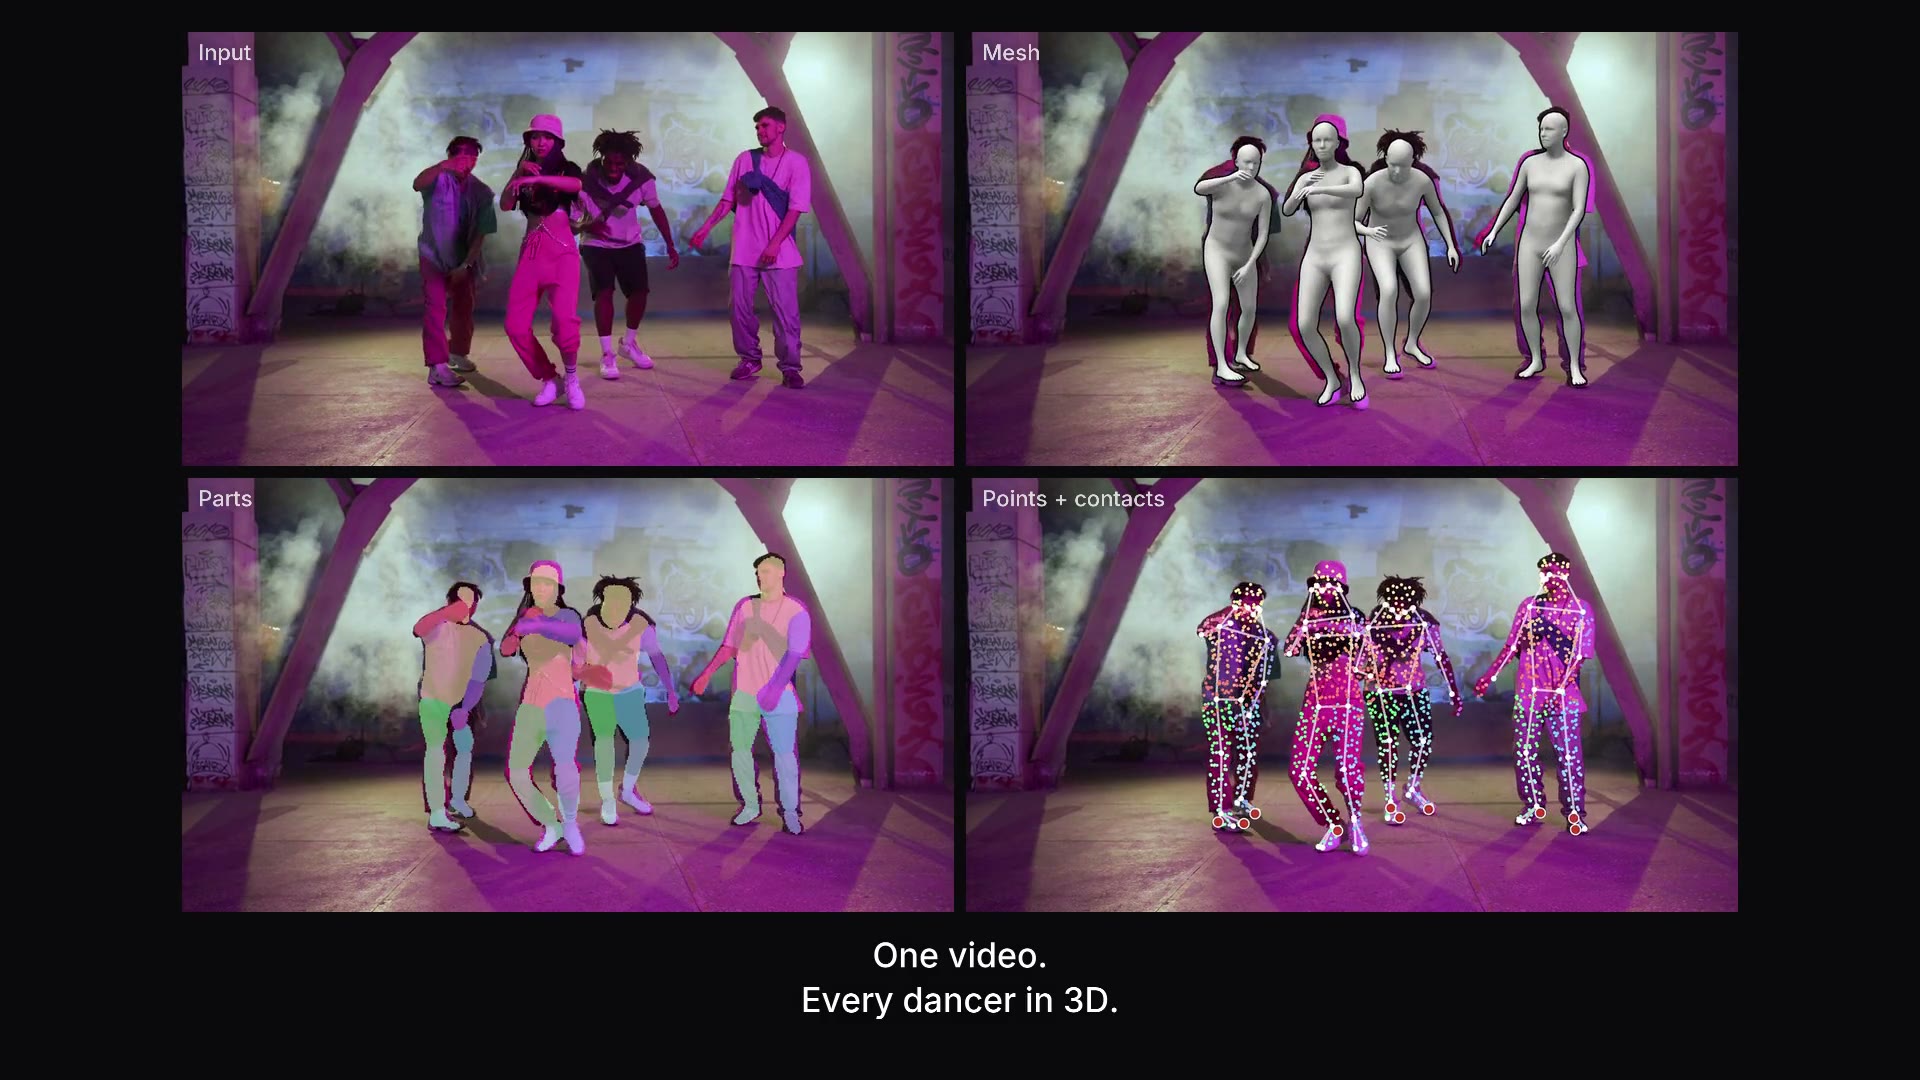 Input
Mesh
Parts
Points + contacts
One video.
Every dancer in 3D.